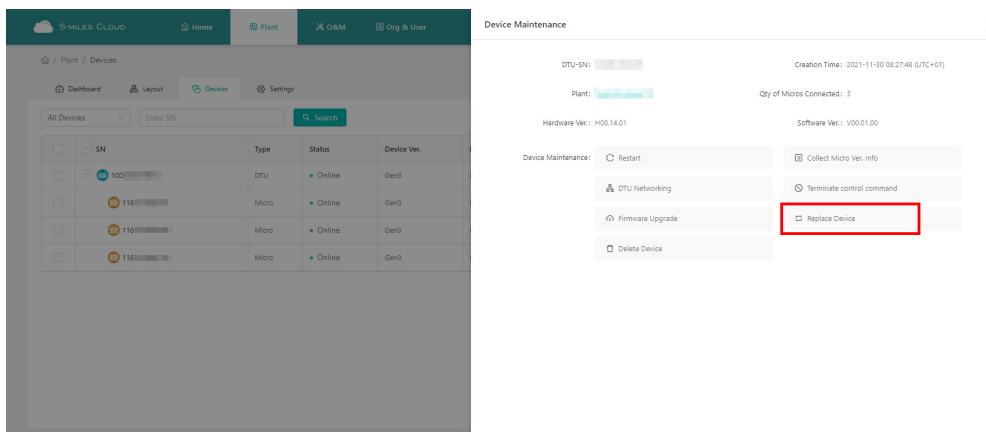 S-MILES CLOUD
Home
Plant
O&M
Org & User
/ Plant / Devices
Dashboard
Layout
Devices
Settings
All Devices
Enter SN
Search
SN
Type
Status
Device Ver.
10D
DTU
Online
Gen3
116
Micro
Online
Gen3
116
Micro
Online
Gen3
116
Micro
Online
Gen3
Device Maintenance
DTU-SN:
Creation Time: 2021-11-30 08:27:48 (UTC+01)
Plant:
Qty of Micros Connected: 3
Hardware Ver.: H08.14.01
Software Ver.: V00.01.00
Device Maintenance:
Restart
Collect Micro Ver. Info
DTU Networking
Terminate control command
Firmware Upgrade
Replace Device
Delete Device